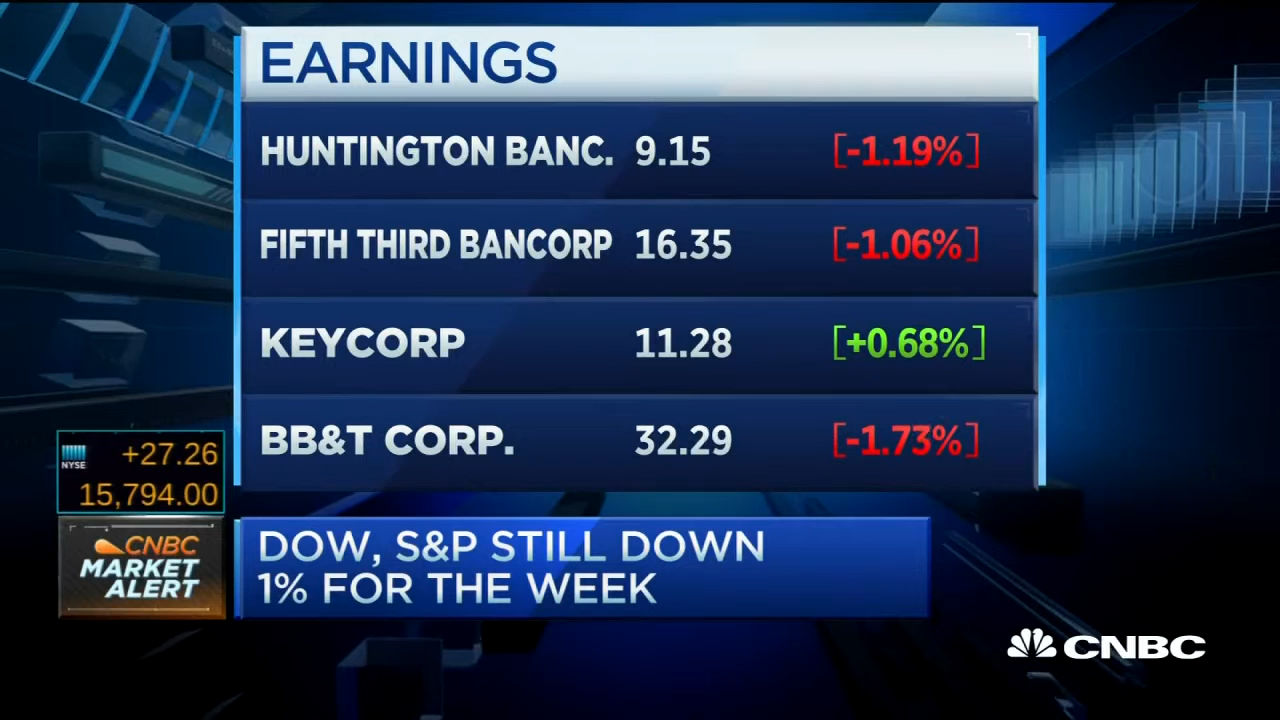 EARNINGS
HUNTINGTON BANC. 9.15 [-1.19%]
FIFTH THIRD BANCORP 16.35 [-1.06%]
KEYCORP 11.28 [+0.68%]
BB&T CORP. 32.29 [-1.73%]
NYSE +27.26
15,794.00
CNBC
MARKET
ALERT
DOW, S&P STILL DOWN
1% FOR THE WEEK
CNBC